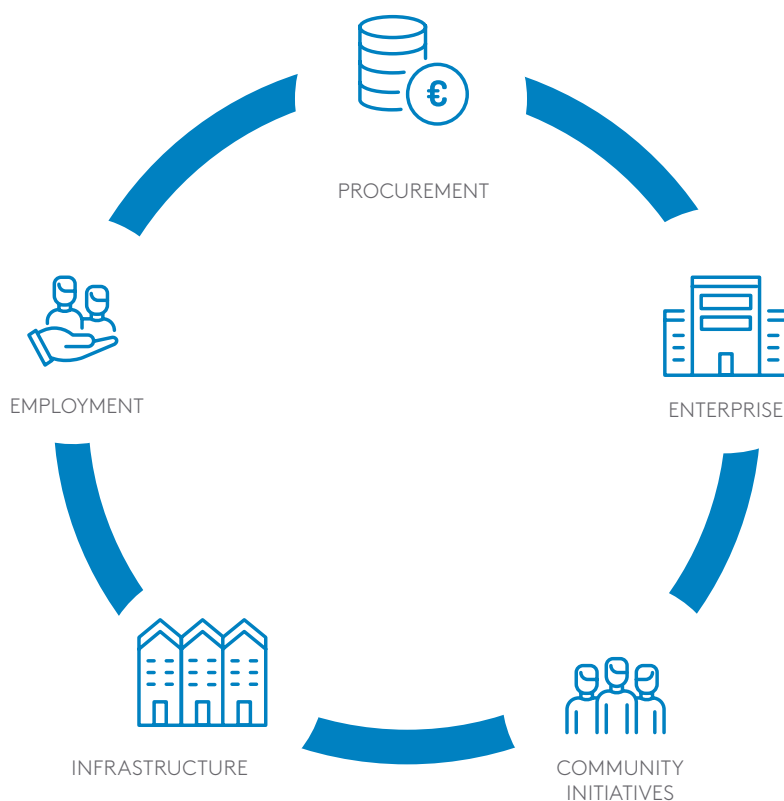 €
PROCUREMENT
EMPLOYMENT
ENTERPRISE
INFRASTRUCTURE
COMMUNITY
INITIATIVES